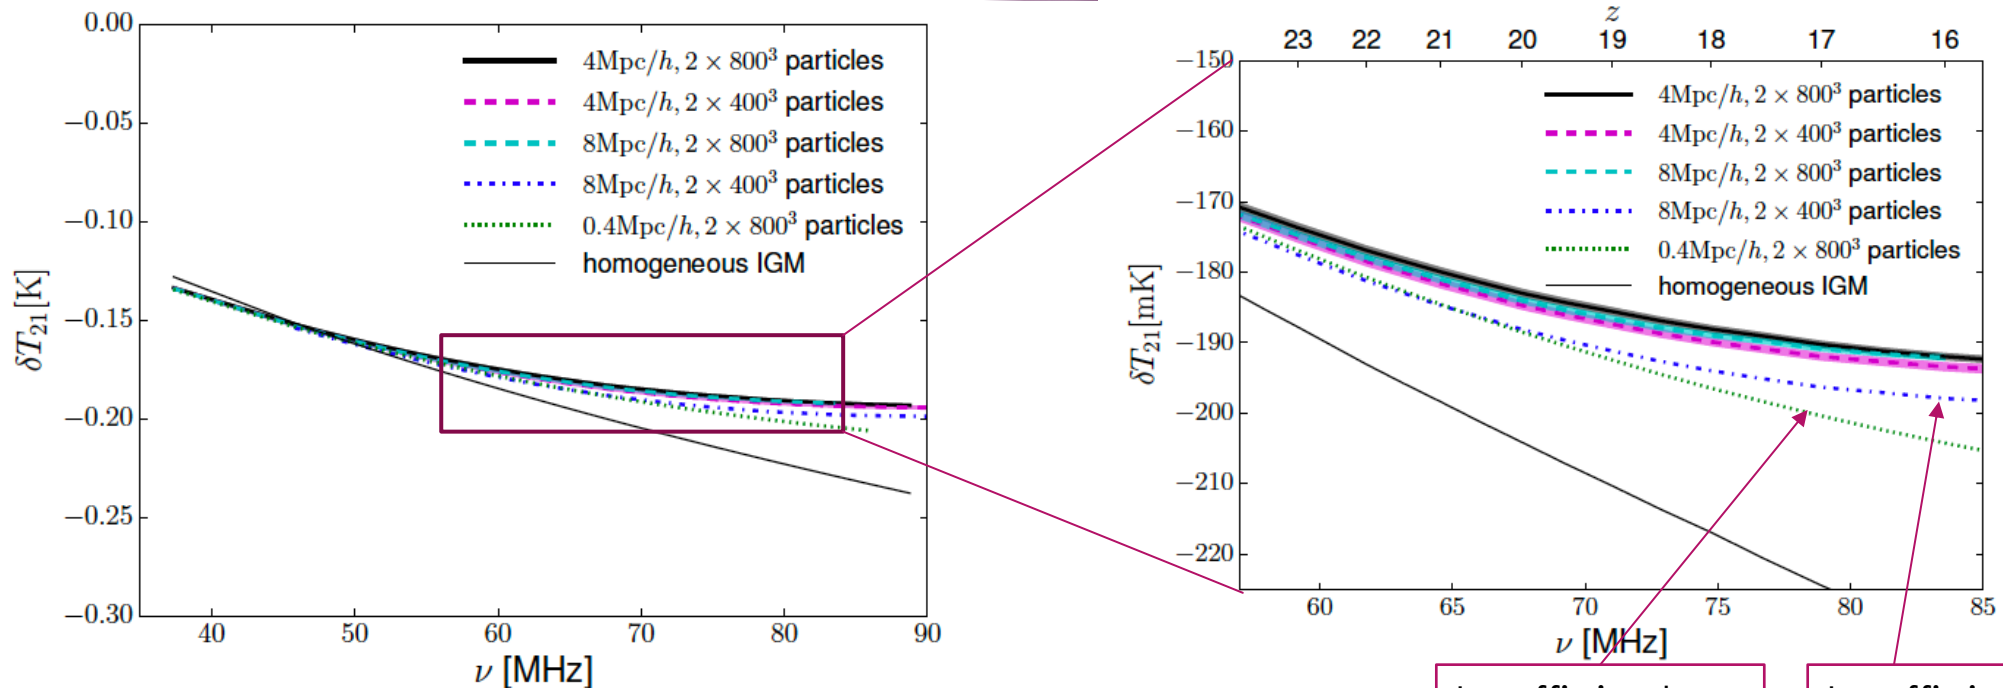 0.00
−0.05
−0.10
−0.15
−0.20
−0.25
−0.30
δT₂₁[K]
4Mpc/h, 2 × 800³ particles
4Mpc/h, 2 × 400³ particles
8Mpc/h, 2 × 800³ particles
8Mpc/h, 2 × 400³ particles
0.4Mpc/h, 2 × 800³ particles
homogeneous IGM
40 50 60 70 80 90
ν [MHz]
z
23 22 21 20 19 18 17 16
−150
−160
−170
−180
−190
−200
−210
−220
δT₂₁[mK]
4Mpc/h, 2 × 800³ particles
4Mpc/h, 2 × 400³ particles
8Mpc/h, 2 × 800³ particles
8Mpc/h, 2 × 400³ particles
0.4Mpc/h, 2 × 800³ particles
homogeneous IGM
60 65 70 75 80 85
ν [MHz]